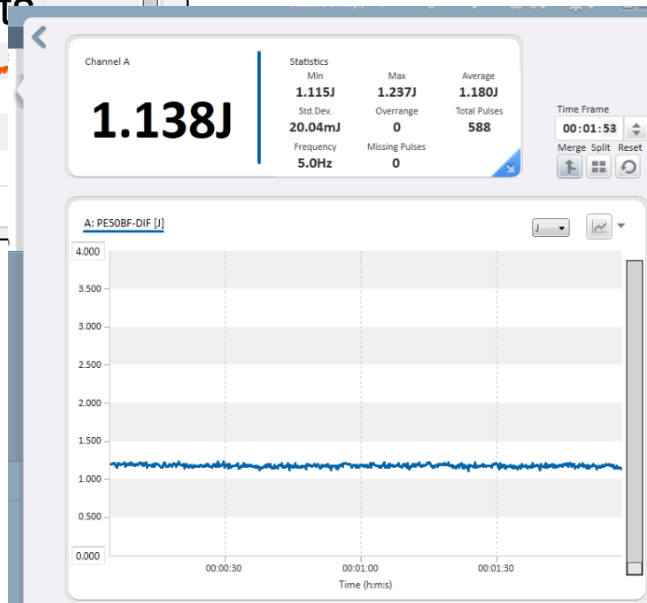 ts
Channel A
1.138J
Statistics
Min Max Average
1.115J 1.237J 1.180J
Std.Dev. Overrange Total Pulses
20.04mJ 0 588
Frequency Missing Pulses
5.0Hz 0
Time Frame
00:01:53
Merge Split Reset
A: PE50BF-DIF [J]
J
4.000
3.500
3.000
2.500
2.000
1.500
1.000
0.500
0.000
00:00:30 00:01:00 00:01:30
Time (h:m:s)